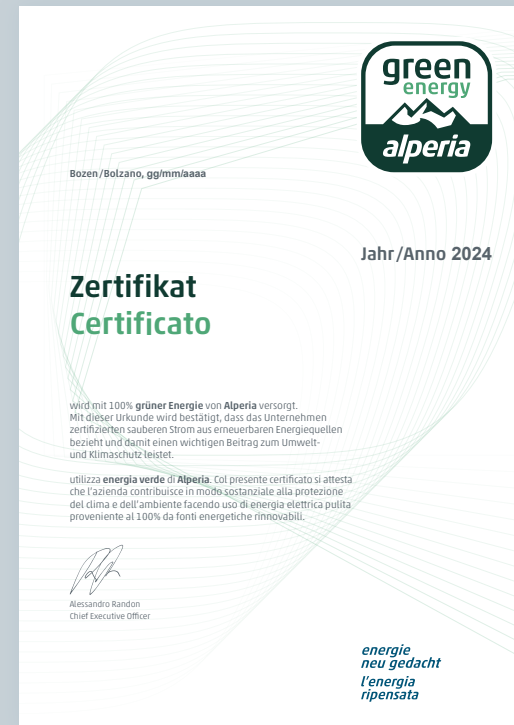 green
energy
alperia
Bozen/Bolzano, gg/mm/aaaa
Jahr/Anno 2024
Zertifikat
Certificato
wird mit 100% grüner Energie von Alperia versorgt.
Mit dieser Urkunde wird bestätigt, dass das Unternehmen
zertifizierten sauberen Strom aus erneuerbaren Energiequellen
bezieht und damit einen wichtigen Beitrag zum Umwelt-
und Klimaschutz leistet.
utilizza energia verde di Alperia. Col presente certificato si attesta
che l'azienda contribuisce in modo sostanziale alla protezione
del clima e dell'ambiente facendo uso di energia elettrica pulita
proveniente al 100% da fonti energetiche rinnovabili.
Alessandro Randon
Chief Executive Officer
energie
neu gedacht
l'energia
ripensata